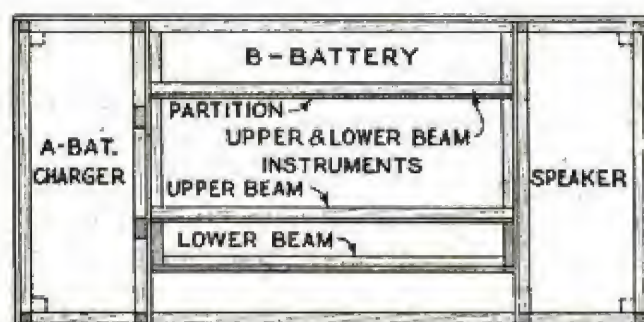 B-BATTERY
PARTITION
UPPER & LOWER BEAM
INSTRUMENTS
A-BAT.
CHARGER
UPPER BEAM
SPEAKER
LOWER BEAM